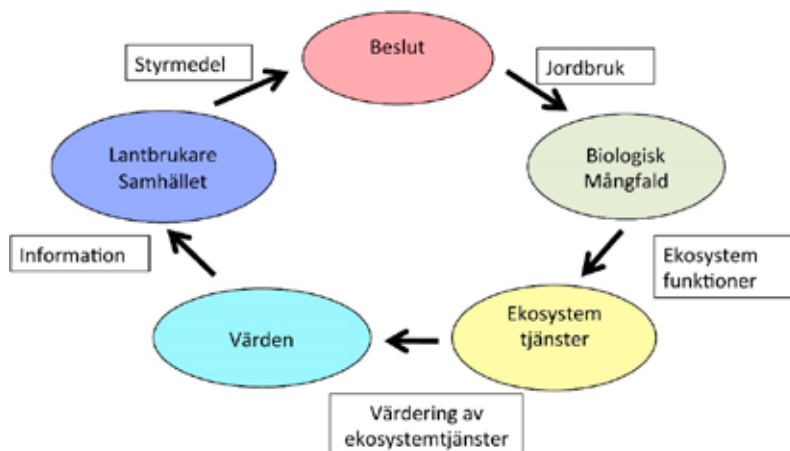 Beslut
Styrmedel
Jordbruk
Lantbrukare
Samhället
Biologisk
Mångfald
Information
Ekosystem
funktioner
Värden
Ekosystem
tjänster
Värdering av
ekosystemtjänster